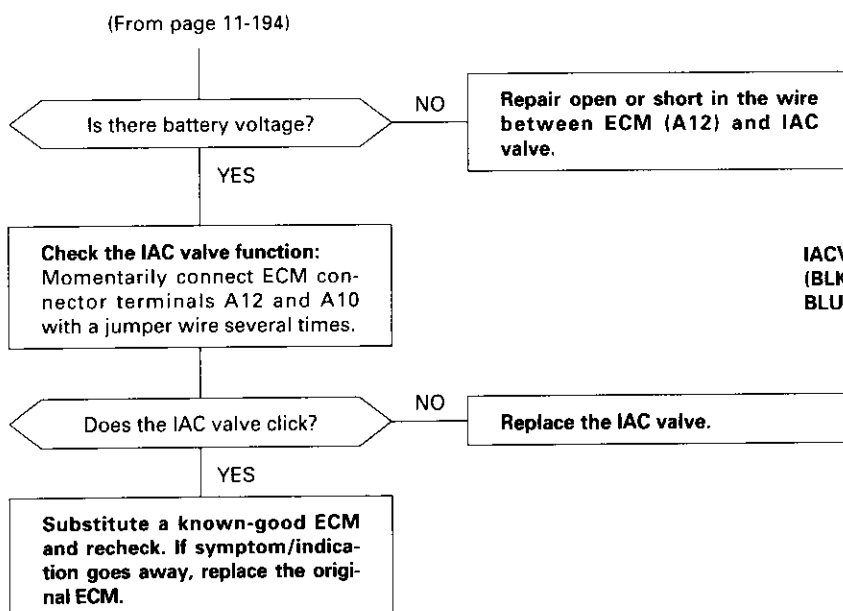 (From page 11-194)
Is there battery voltage?
NO
Repair open or short in the wire
between ECM (A12) and IAC
valve.
YES
Check the IAC valve function:
Momentarily connect ECM con-
nector terminals A12 and A10
with a jumper wire several times.
IACV
(BLK
BLU
Does the IAC valve click?
NO
Replace the IAC valve.
YES
Substitute a known-good ECM
and recheck. If symptom/indica-
tion goes away, replace the origi-
nal ECM.